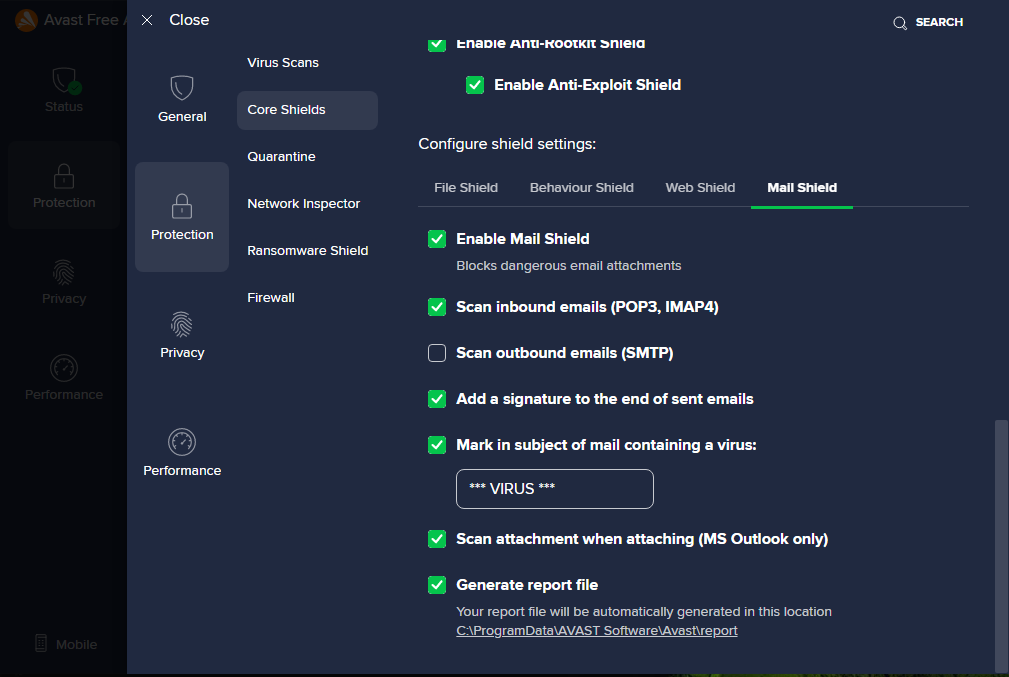 Avast Free A
Close
SEARCH
Status
Protection
Privacy
Performance
Mobile
General
Protection
Privacy
Performance
Virus Scans
Core Shields
Quarantine
Network Inspector
Ransomware Shield
Firewall
Enable Anti-Rootkit Shield
Enable Anti-Exploit Shield
Configure shield settings:
File Shield
Behaviour Shield
Web Shield
Mail Shield
Enable Mail Shield
Blocks dangerous email attachments
Scan inbound emails (POP3, IMAP4)
Scan outbound emails (SMTP)
Add a signature to the end of sent emails
Mark in subject of mail containing a virus:
*** VIRUS ***
Scan attachment when attaching (MS Outlook only)
Generate report file
Your report file will be automatically generated in this location
C:\ProgramData\AVAST Software\Avast\report